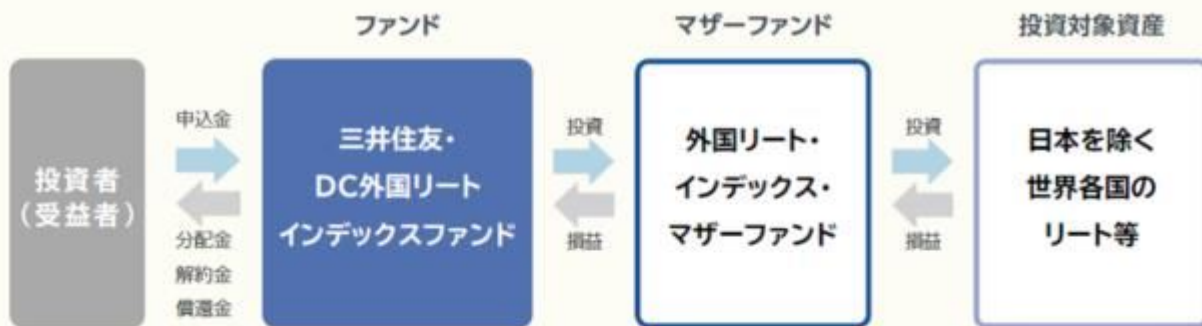 ファンド
マザーファンド
投資対象資産
投資者
（受益者）
申込金
分配金
解約金
償還金
三井住友・
DC外国リート
インデックスファンド
投資
損益
外国リート・
インデックス・
マザーファンド
投資
損益
日本を除く
世界各国の
リート等